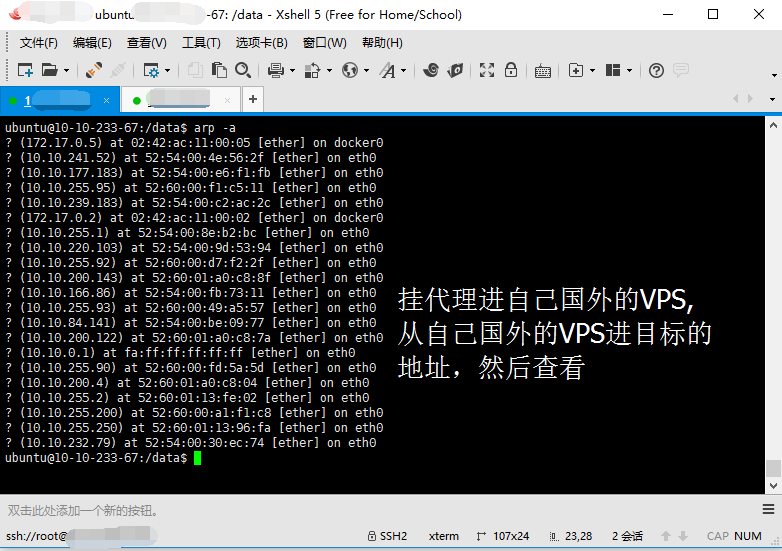 ubuntu -67: /data - Xshell 5 (Free for Home/School)
文件(F) 编辑(E) 查看(V) 工具(T) 选项卡(B) 窗口(W) 帮助(H)
1
ubuntu@10-10-233-67:/data$ arp -a
? (172.17.0.5) at 02:42:ac:11:00:05 [ether] on docker0
? (10.10.241.52) at 52:54:00:4e:56:2f [ether] on eth0
? (10.10.177.183) at 52:54:00:e6:f1:fb [ether] on eth0
? (10.10.255.95) at 52:60:00:f1:c5:11 [ether] on eth0
? (10.10.239.183) at 52:54:00:c2:ac:2c [ether] on eth0
? (172.17.0.2) at 02:42:ac:11:00:02 [ether] on docker0
? (10.10.255.1) at 52:54:00:8e:b2:bc [ether] on eth0
? (10.10.220.103) at 52:54:00:9d:53:94 [ether] on eth0
? (10.10.255.92) at 52:60:00:d7:f2:2f [ether] on eth0
? (10.10.200.143) at 52:60:01:a0:c8:8f [ether] on eth0
? (10.10.166.86) at 52:54:00:fb:73:11 [ether] on eth0
? (10.10.255.93) at 52:60:00:49:a5:57 [ether] on eth0
? (10.10.84.141) at 52:54:00:be:09:77 [ether] on eth0
? (10.10.200.122) at 52:60:01:a0:c8:7a [ether] on eth0
? (10.10.0.1) at fa:ff:ff:ff:ff:ff [ether] on eth0
? (10.10.255.90) at 52:60:00:fd:5a:5d [ether] on eth0
? (10.10.200.4) at 52:60:01:a0:c8:04 [ether] on eth0
? (10.10.255.2) at 52:60:01:13:fe:02 [ether] on eth0
? (10.10.255.200) at 52:60:00:a1:f1:c8 [ether] on eth0
? (10.10.255.250) at 52:60:01:13:96:fa [ether] on eth0
? (10.10.232.79) at 52:54:00:30:ec:74 [ether] on eth0
ubuntu@10-10-233-67:/data$
挂代理进自己国外的VPS,
从自己国外的VPS进目标的
地址，然后查看
双击此处添加一个新的按钮。
ssh://root@ SSH2 xterm 107x24 23,28 2 会话 CAP NUM